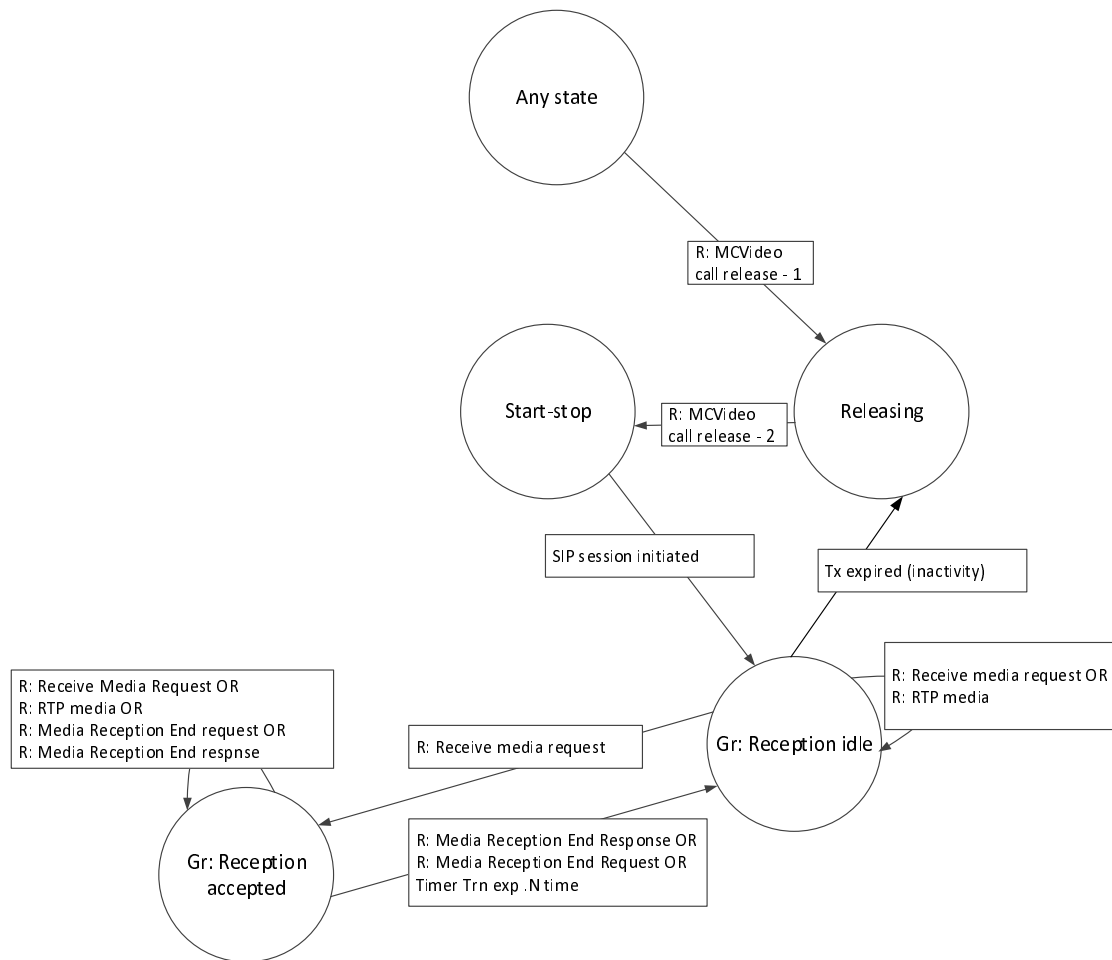 Any state
R: MCVideo
call release - 1
Start-stop
R: MCVideo
call release - 2
Releasing
SIP session initiated
Tx expired (inactivity)
R: Receive media request OR
R: RTP media
R: Receive Media Request OR
R: RTP media OR
R: Media Reception End request OR
R: Media Reception End respnse
R: Receive media request
Gr: Reception idle
R: Media Reception End Response OR
R: Media Reception End Request OR
Timer Trn exp .N time
Gr: Reception
accepted